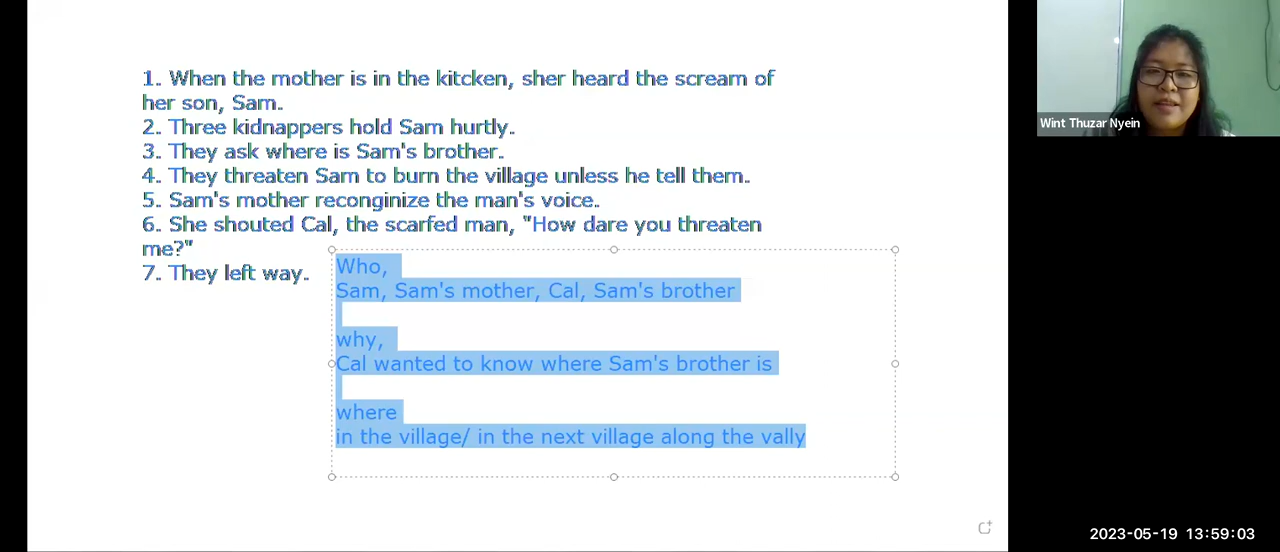 1. When the mother is in the kitcken, sher heard the scream of
her son, Sam.
2. Three kidnappers hold Sam hurtly.
3. They ask where is Sam's brother.
4. They threaten Sam to burn the village unless he tell them.
5. Sam's mother reconginize the man's voice.
6. She shouted Cal, the scarfed man, "How dare you threaten
me?"
7. They left way.
Who,
Sam, Sam's mother, Cal, Sam's brother
why,
Cal wanted to know where Sam's brother is
where
in the village/ in the next village along the vally
Wint Thuzar Nyein
2023-05-19 13:59:03